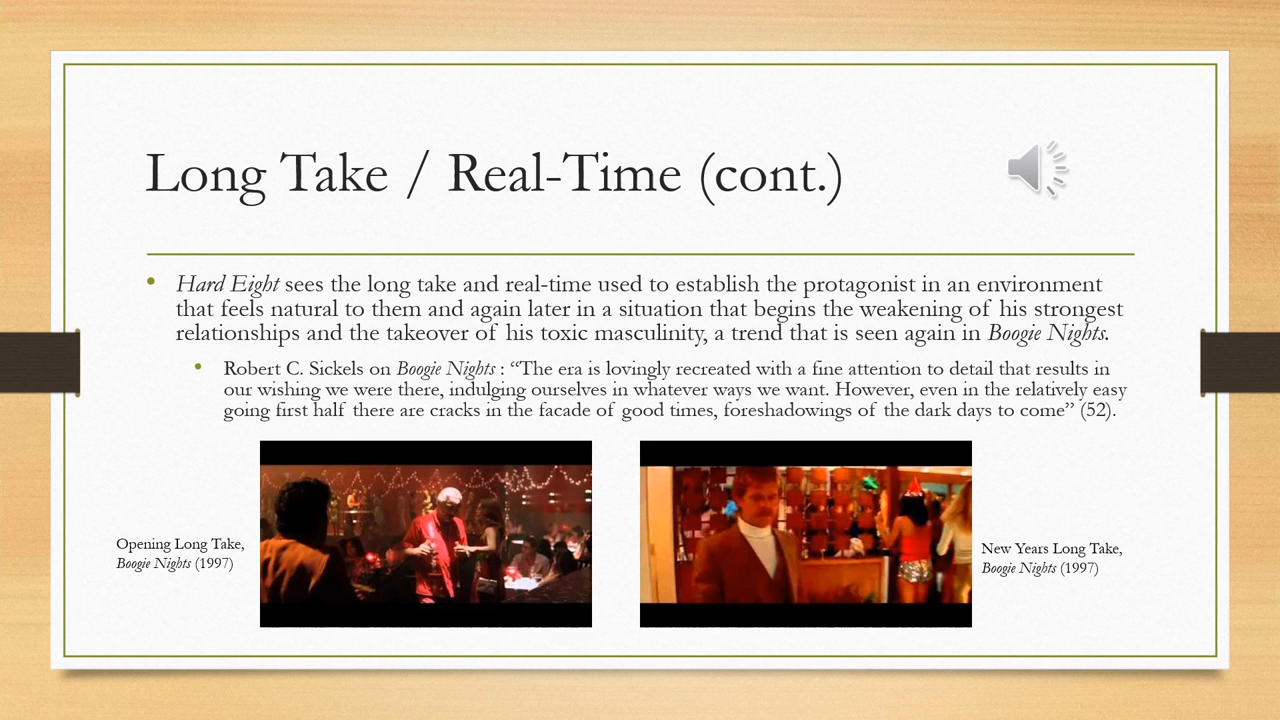 Long Take / Real-Time (cont.)
• Hard Eight sees the long take and real-time used to establish the protagonist in an environment
that feels natural to them and again later in a situation that begins the weakening of his strongest
relationships and the takeover of his toxic masculinity, a trend that is seen again in Boogie Nights.
• Robert C. Sickels on Boogie Nights : “The era is lovingly recreated with a fine attention to detail that results in
our wishing we were there, indulging ourselves in whatever ways we want. However, even in the relatively easy
going first half there are cracks in the facade of good times, foreshadowings of the dark days to come” (52).
Opening Long Take,
Boogie Nights (1997)
New Years Long Take,
Boogie Nights (1997)